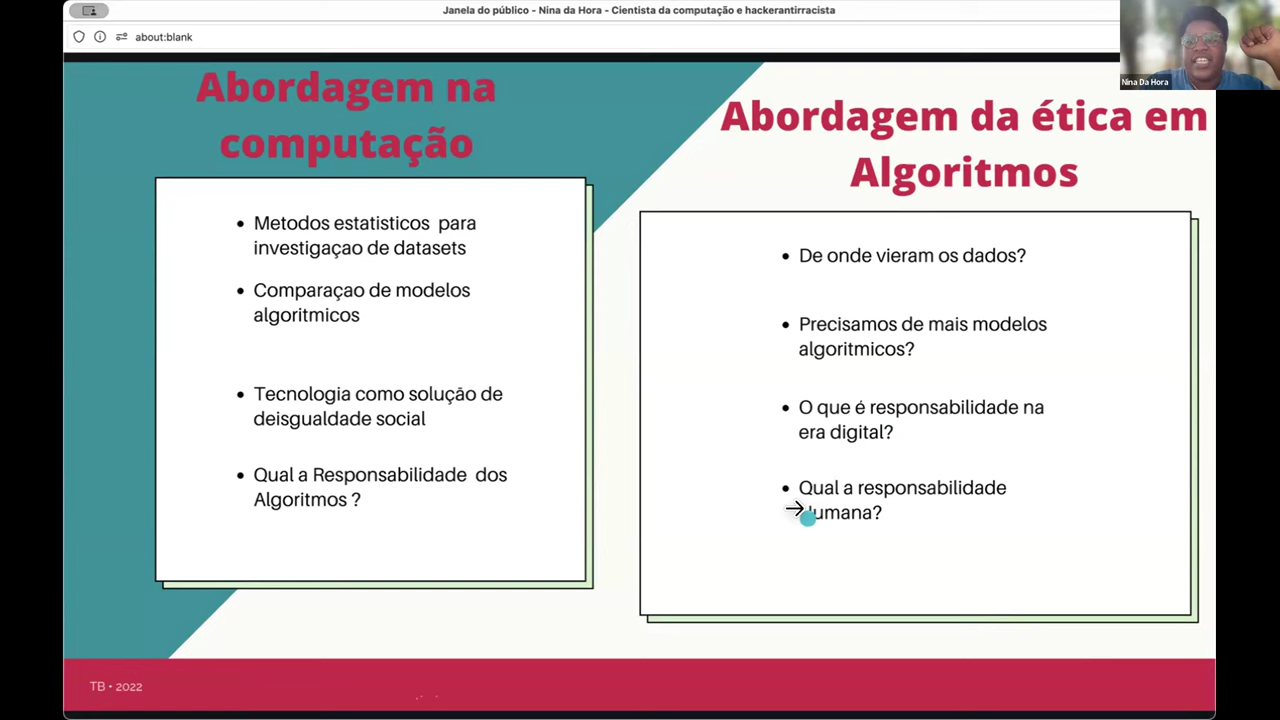 Janela do público - Nina da Hora - Cientista da computação e hackerantirracista
about:blank
Nina Da Hora
Abordagem na
computação
Metodos estatisticos para
investigaçao de datasets
Comparaçao de modelos
algoritmicos
Tecnologia como solução de
deisgualdade social
Qual a Responsabilidade dos
Algoritmos ?
Abordagem da ética em
Algoritmos
De onde vieram os dados?
Precisamos de mais modelos
algoritmicos?
O que é responsabilidade na
era digital?
Qual a responsabilidade
TB • 2022